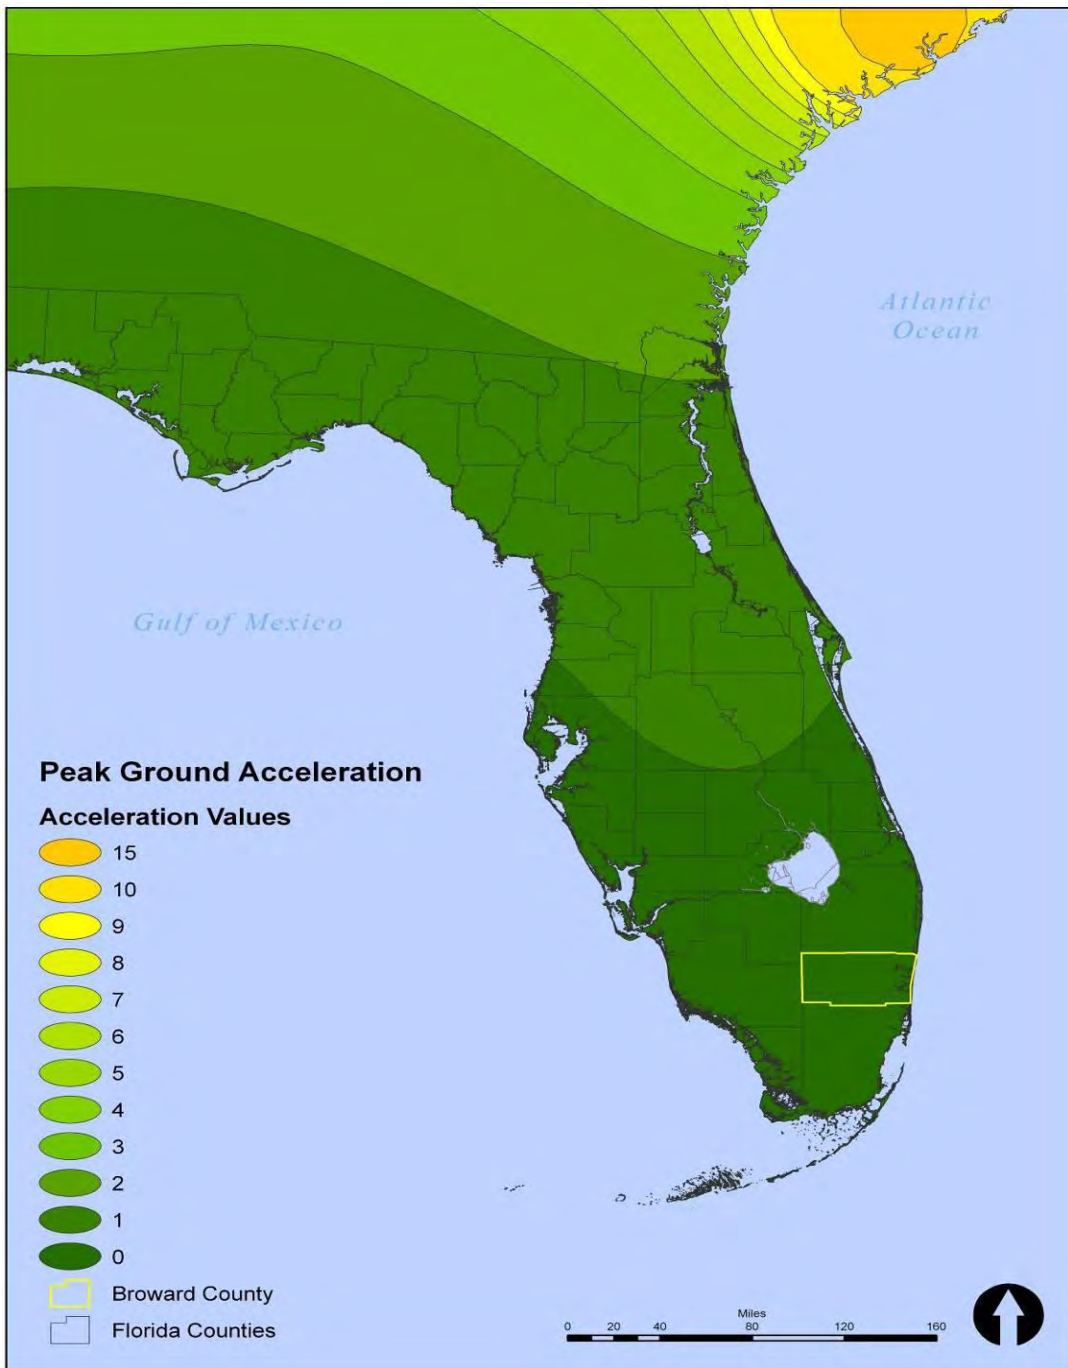 Atlantic
Ocean
Gulf of Mexico
Peak Ground Acceleration
Acceleration Values
15
10
9
8
7
6
5
4
3
2
1
0
Broward County
Florida Counties
Miles
0 20 40 80 120 160